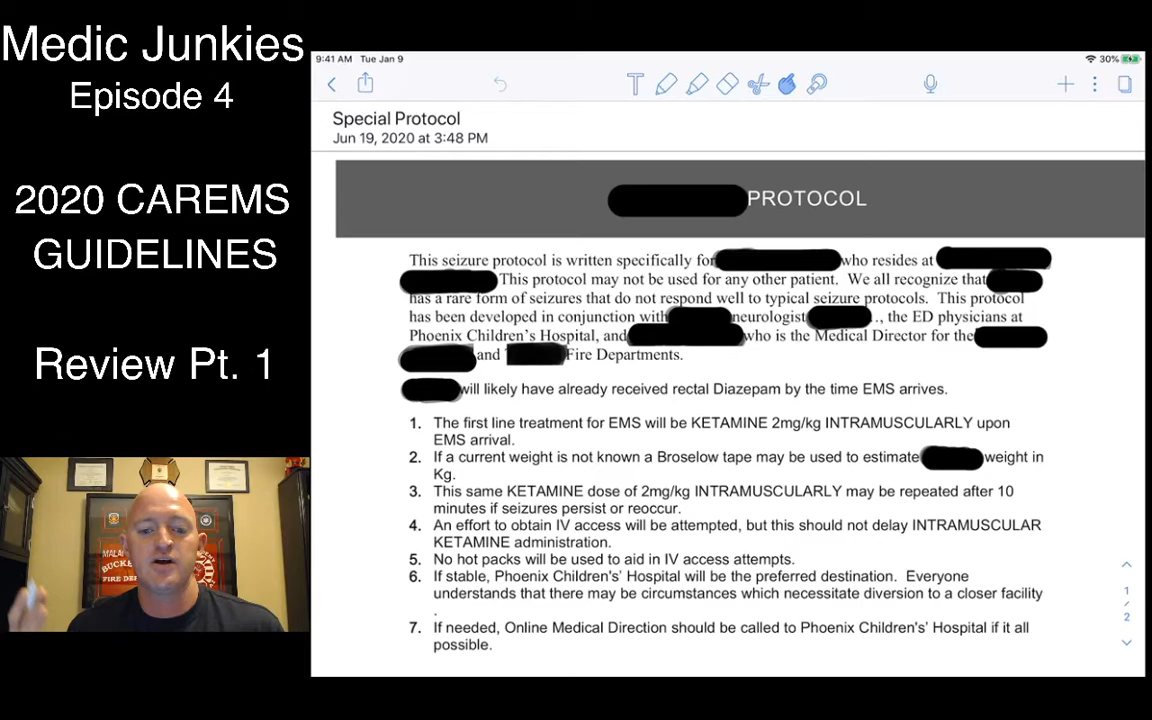 Medic Junkies
Episode 4
2020 CAREMS
GUIDELINES
Review Pt. 1
9:41 AM Tue Jan 9
30%
Special Protocol
Jun 19, 2020 at 3:48 PM
PROTOCOL
This seizure protocol is written specifically for who resides at
This protocol may not be used for any other patient. We all recognize that
has a rare form of seizures that do not respond well to typical seizure protocols. This protocol
has been developed in conjunction with neurologist ., the ED physicians at
Phoenix Children's Hospital, and who is the Medical Director for the
and Fire Departments.
will likely have already received rectal Diazepam by the time EMS arrives.
1. The first line treatment for EMS will be KETAMINE 2mg/kg INTRAMUSCULARLY upon
EMS arrival.
2. If a current weight is not known a Broselow tape may be used to estimate weight in
Kg.
3. This same KETAMINE dose of 2mg/kg INTRAMUSCULARLY may be repeated after 10
minutes if seizures persist or reoccur.
4. An effort to obtain IV access will be attempted, but this should not delay INTRAMUSCULAR
KETAMINE administration.
5. No hot packs will be used to aid in IV access attempts.
6. If stable, Phoenix Children's' Hospital will be the preferred destination. Everyone
understands that there may be circumstances which necessitate diversion to a closer facility
.
7. If needed, Online Medical Direction should be called to Phoenix Children's' Hospital if it all
possible.
1
/
2